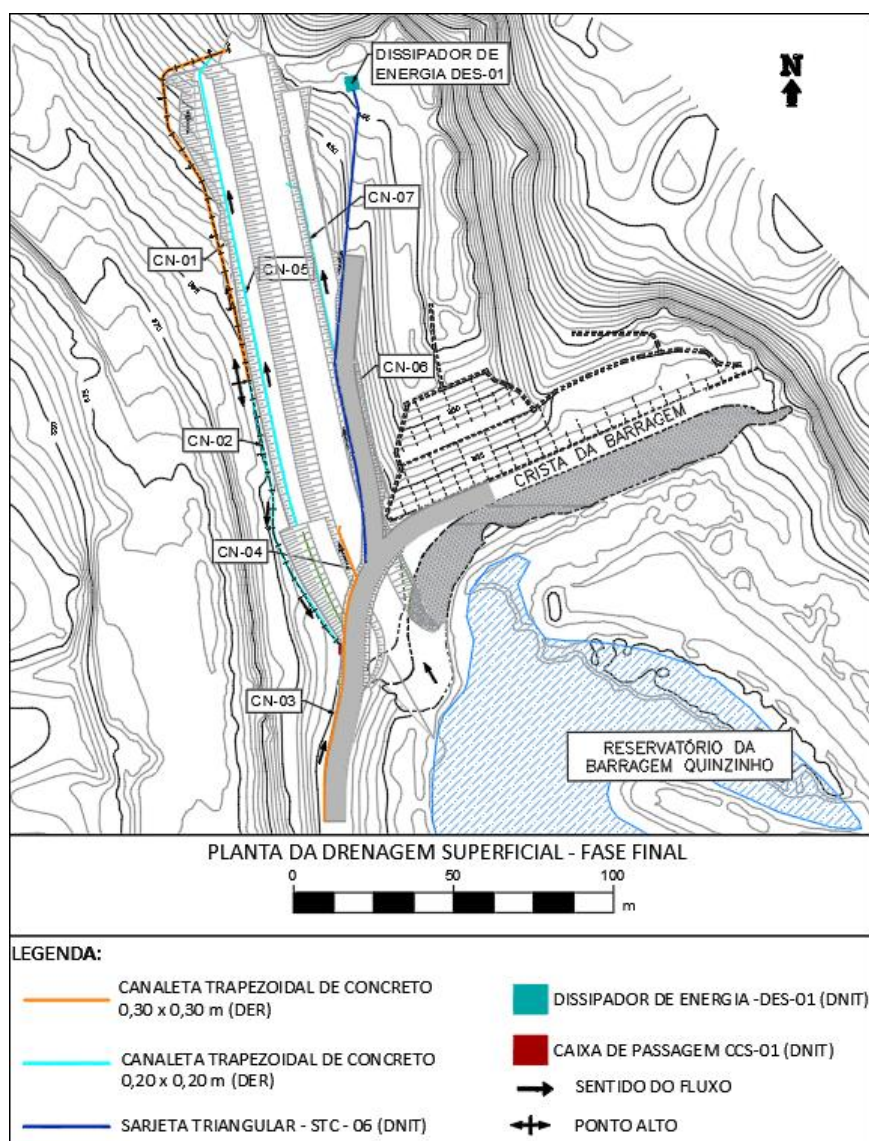 DISSIPADOR DE
ENERGIA DES-01
N
CN-07
CN-01
CN-05
CN-06
CN-02
CRISTA DA BARRAGEM
CN-04
CN-03
RESERVATÓRIO DA
BARRAGEM QUINZINHO
PLANTA DA DRENAGEM SUPERFICIAL - FASE FINAL
0 50 100
m
LEGENDA:
CANALETA TRAPEZOIDAL DE CONCRETO
0,30 x 0,30 m (DER)
CANALETA TRAPEZOIDAL DE CONCRETO
0,20 x 0,20 m (DER)
SARJETA TRIANGULAR - STC - 06 (DNIT)
DISSIPADOR DE ENERGIA -DES-01 (DNIT)
CAIXA DE PASSAGEM CCS-01 (DNIT)
SENTIDO DO FLUXO
PONTO ALTO